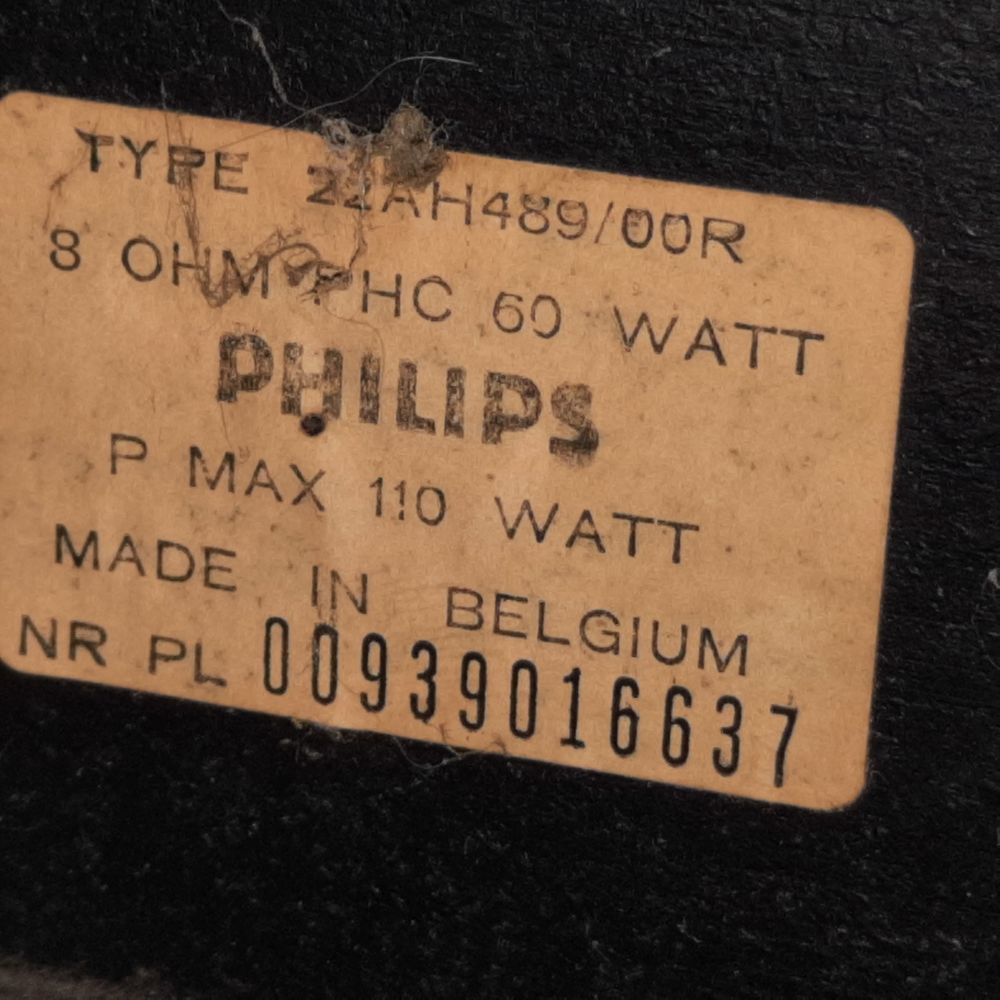 TYPE 22AH489/00R
8 OHM PHC 60 WATT
PHILIPS
P MAX 110 WATT
MADE IN BELGIUM
NR PL 00939016637